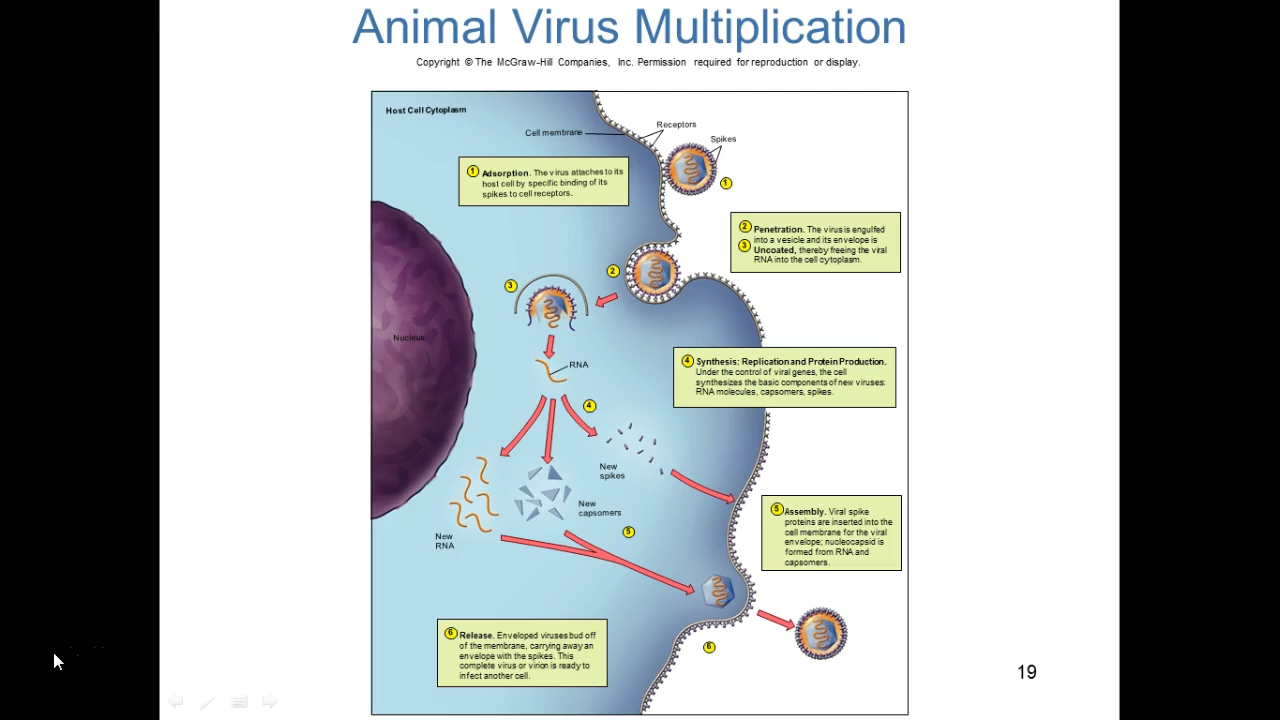 Animal Virus Multiplication
Copyright © The McGraw-Hill Companies, Inc. Permission required for reproduction or display.
Host Cell Cytoplasm
Cell membrane
Receptors
Spikes
1 Adsorption. The virus attaches to its
host cell by specific binding of its
spikes to cell receptors.
1
2 Penetration. The virus is engulfed
into a vesicle and its envelope is
3 Uncoated, thereby freeing the viral
RNA into the cell cytoplasm.
2
3
Nucleus
RNA
4 Synthesis: Replication and Protein Production.
Under the control of viral genes, the cell
synthesizes the basic components of new viruses:
RNA molecules, capsomers, spikes.
4
New
spikes
New
capsomers
New
RNA
5
5 Assembly. Viral spike
proteins are inserted into the
cell membrane for the viral
envelope; nucleocapsid is
formed from RNA and
capsomers.
6 Release. Enveloped viruses bud off
of the membrane, carrying away an
envelope with the spikes. This
complete virus or virion is ready to
infect another cell.
6
19